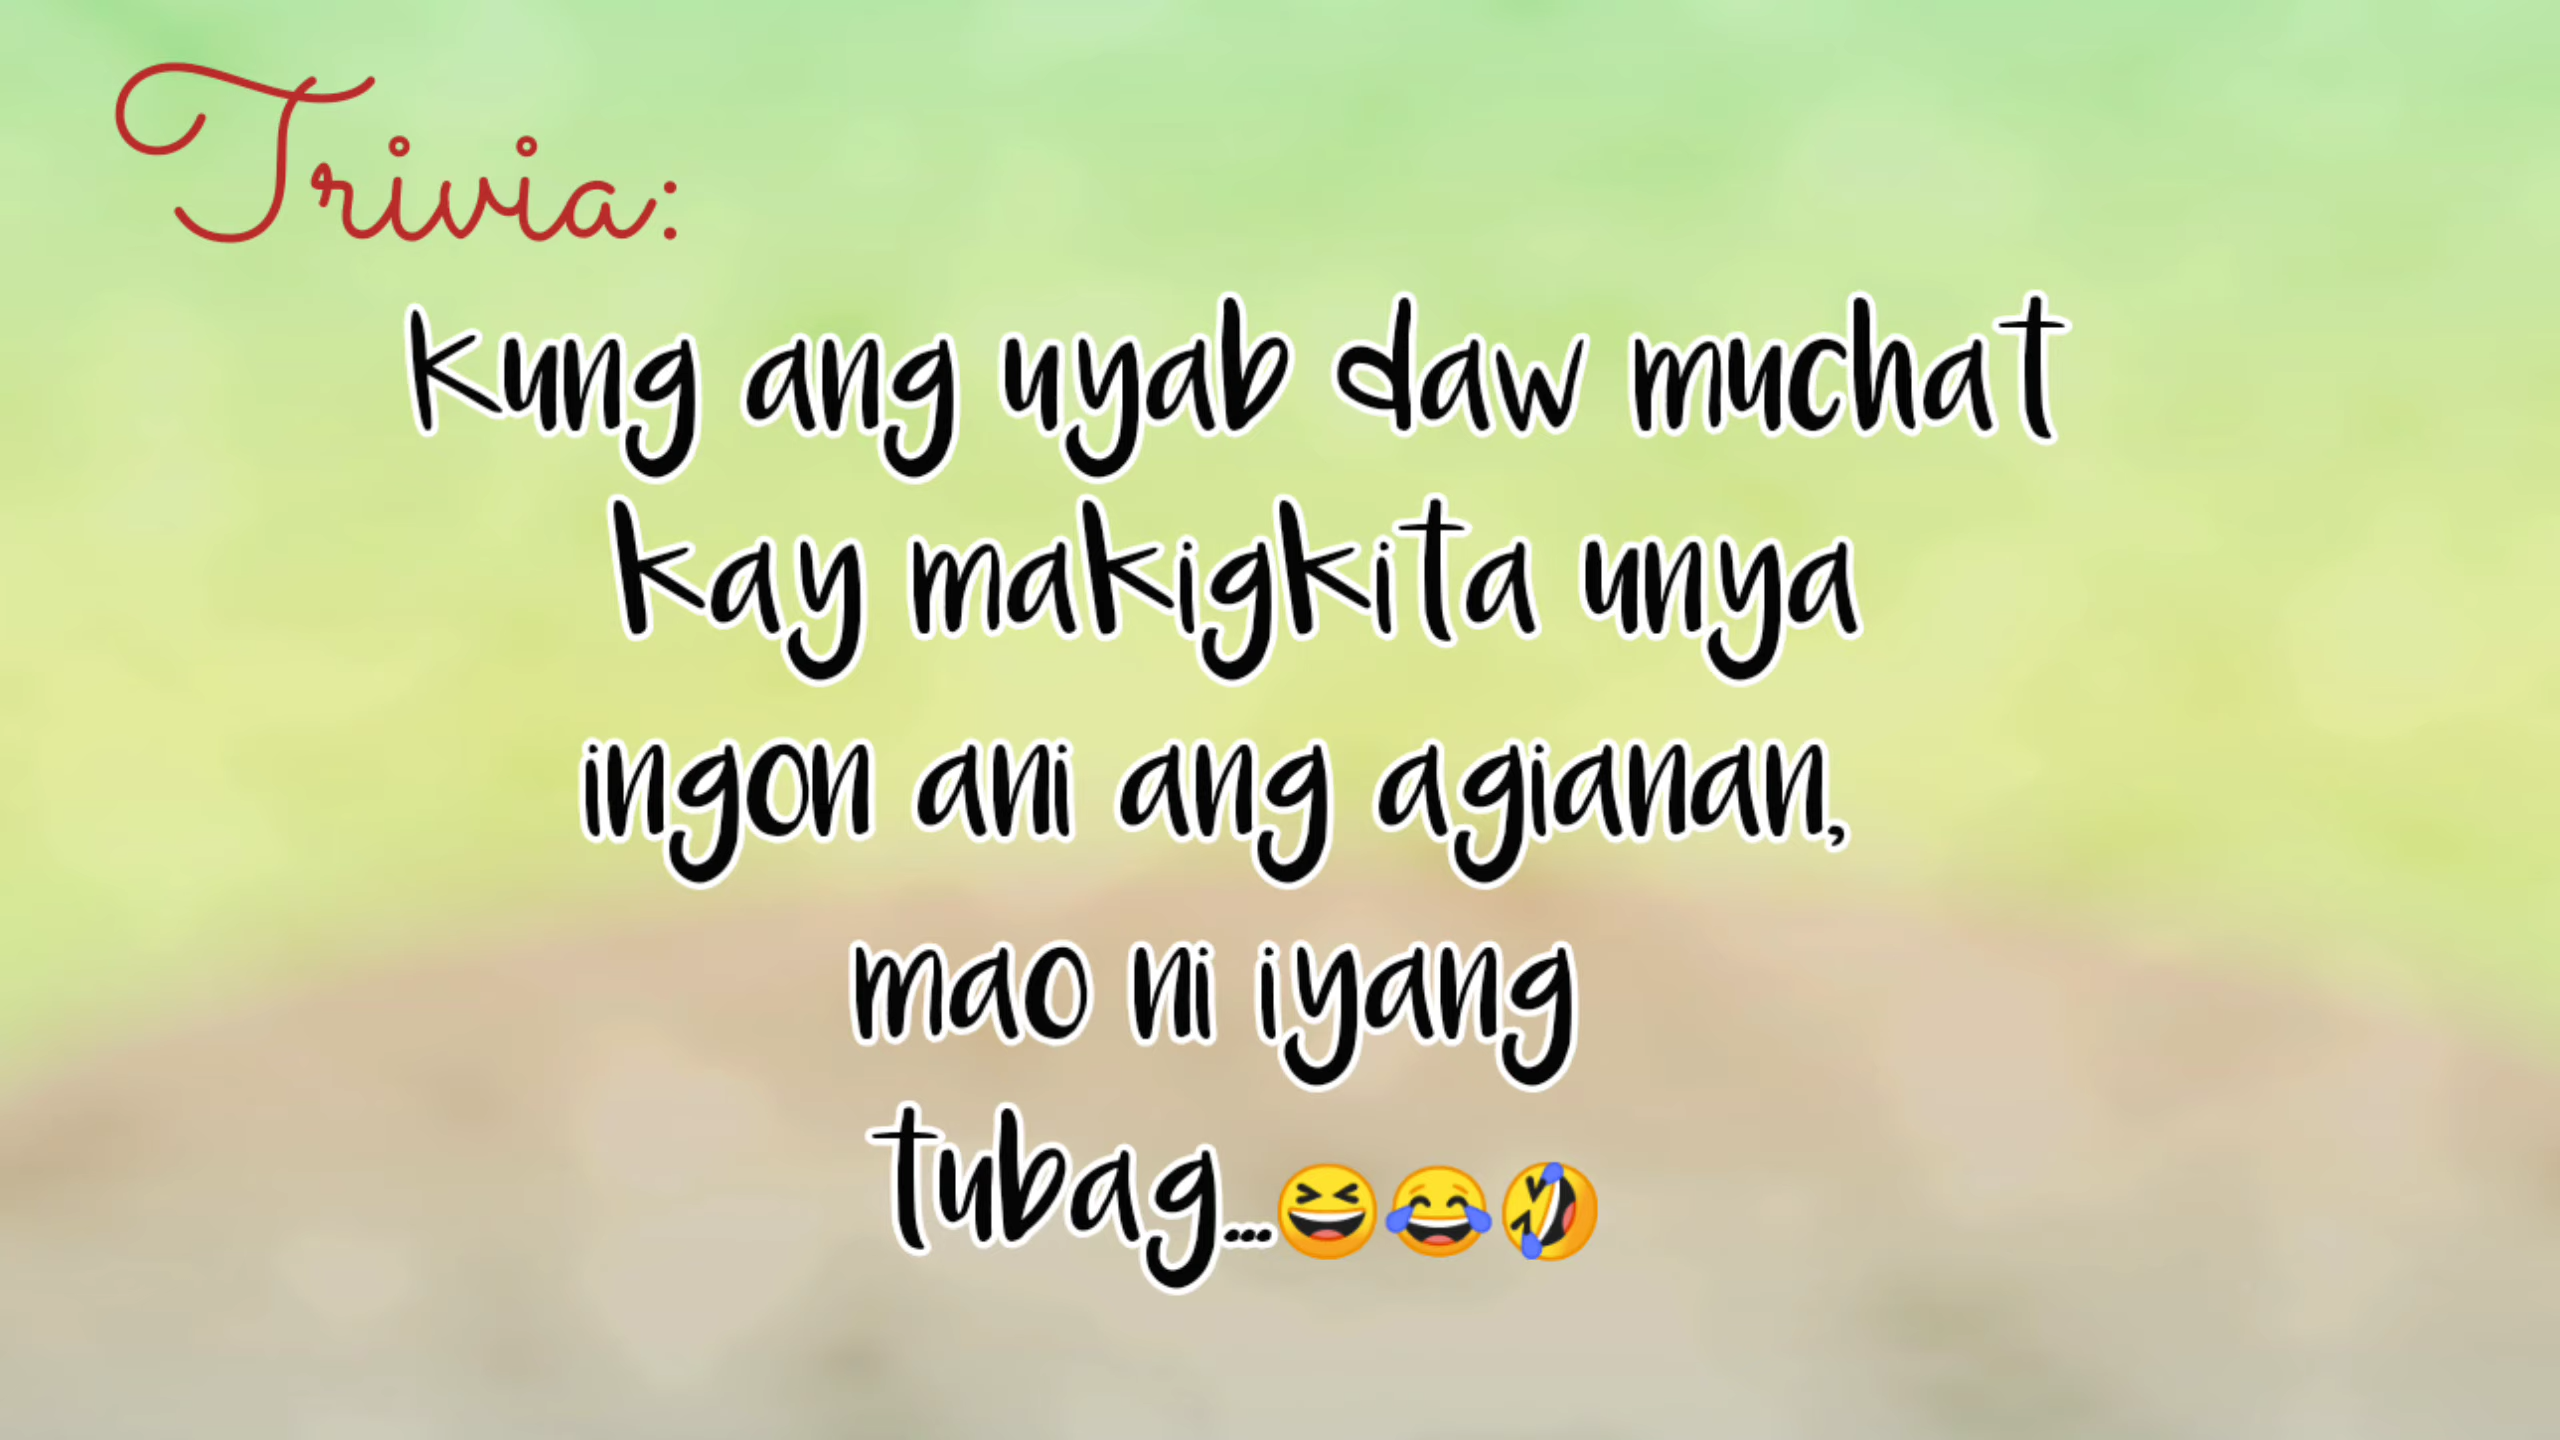 Trivia:
kung ang uyab daw muchat
kay makigkita unya
ingon ani ang agianan,
mao ni iyang
tubag...😆😂🤣